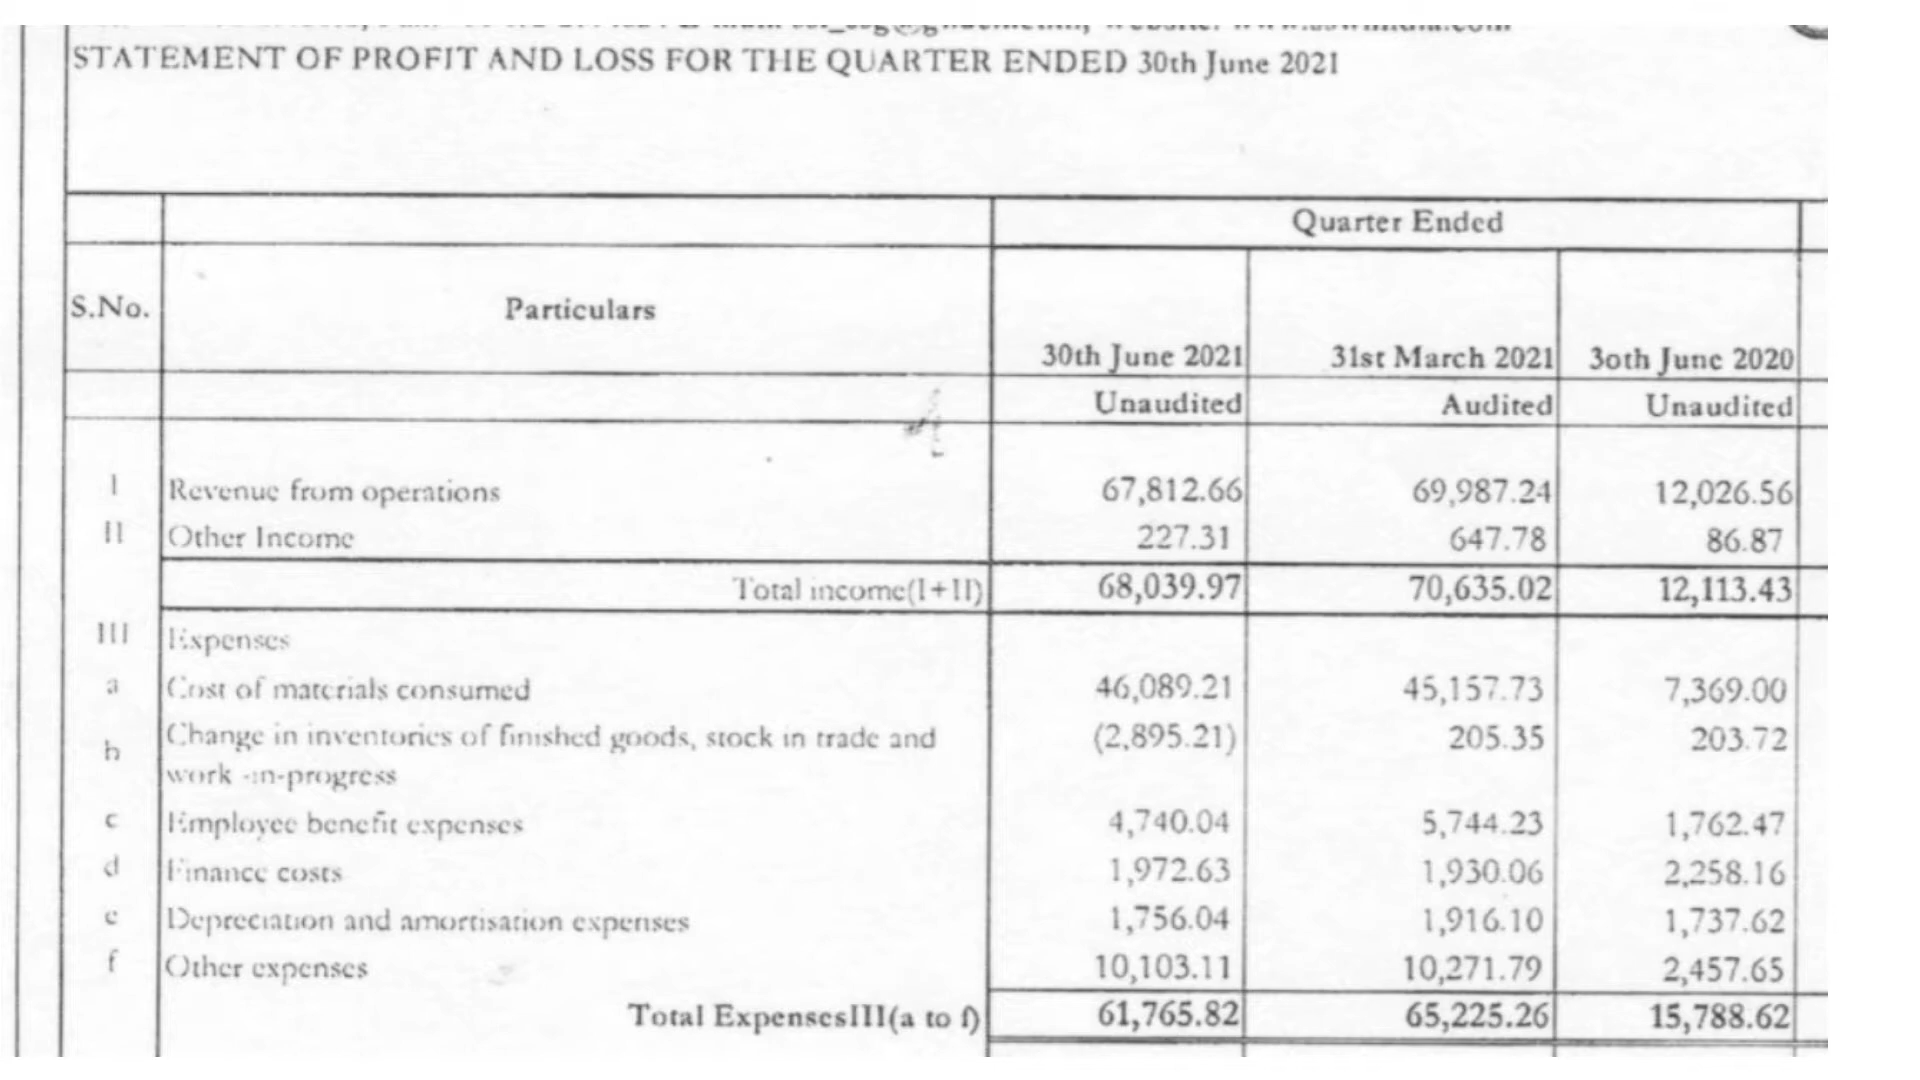 STATEMENT OF PROFIT AND LOSS FOR THE QUARTER ENDED 30th June 2021
Quarter Ended
S.No. Particulars
30th June 2021 31st March 2021 3oth June 2020
Unaudited Audited Unaudited
I Revenue from operations 67,812.66 69,987.24 12,026.56
II Other Income 227.31 647.78 86.87
Total income(I+II) 68,039.97 70,635.02 12,113.43
III Expenses
a Cost of materials consumed 46,089.21 45,157.73 7,369.00
b Change in inventories of finished goods, stock in trade and (2,895.21) 205.35 203.72
work -in-progress
c Employee benefit expenses 4,740.04 5,744.23 1,762.47
d Finance costs 1,972.63 1,930.06 2,258.16
e Depreciation and amortisation expenses 1,756.04 1,916.10 1,737.62
f Other expenses 10,103.11 10,271.79 2,457.65
Total ExpensesIII(a to f) 61,765.82 65,225.26 15,788.62